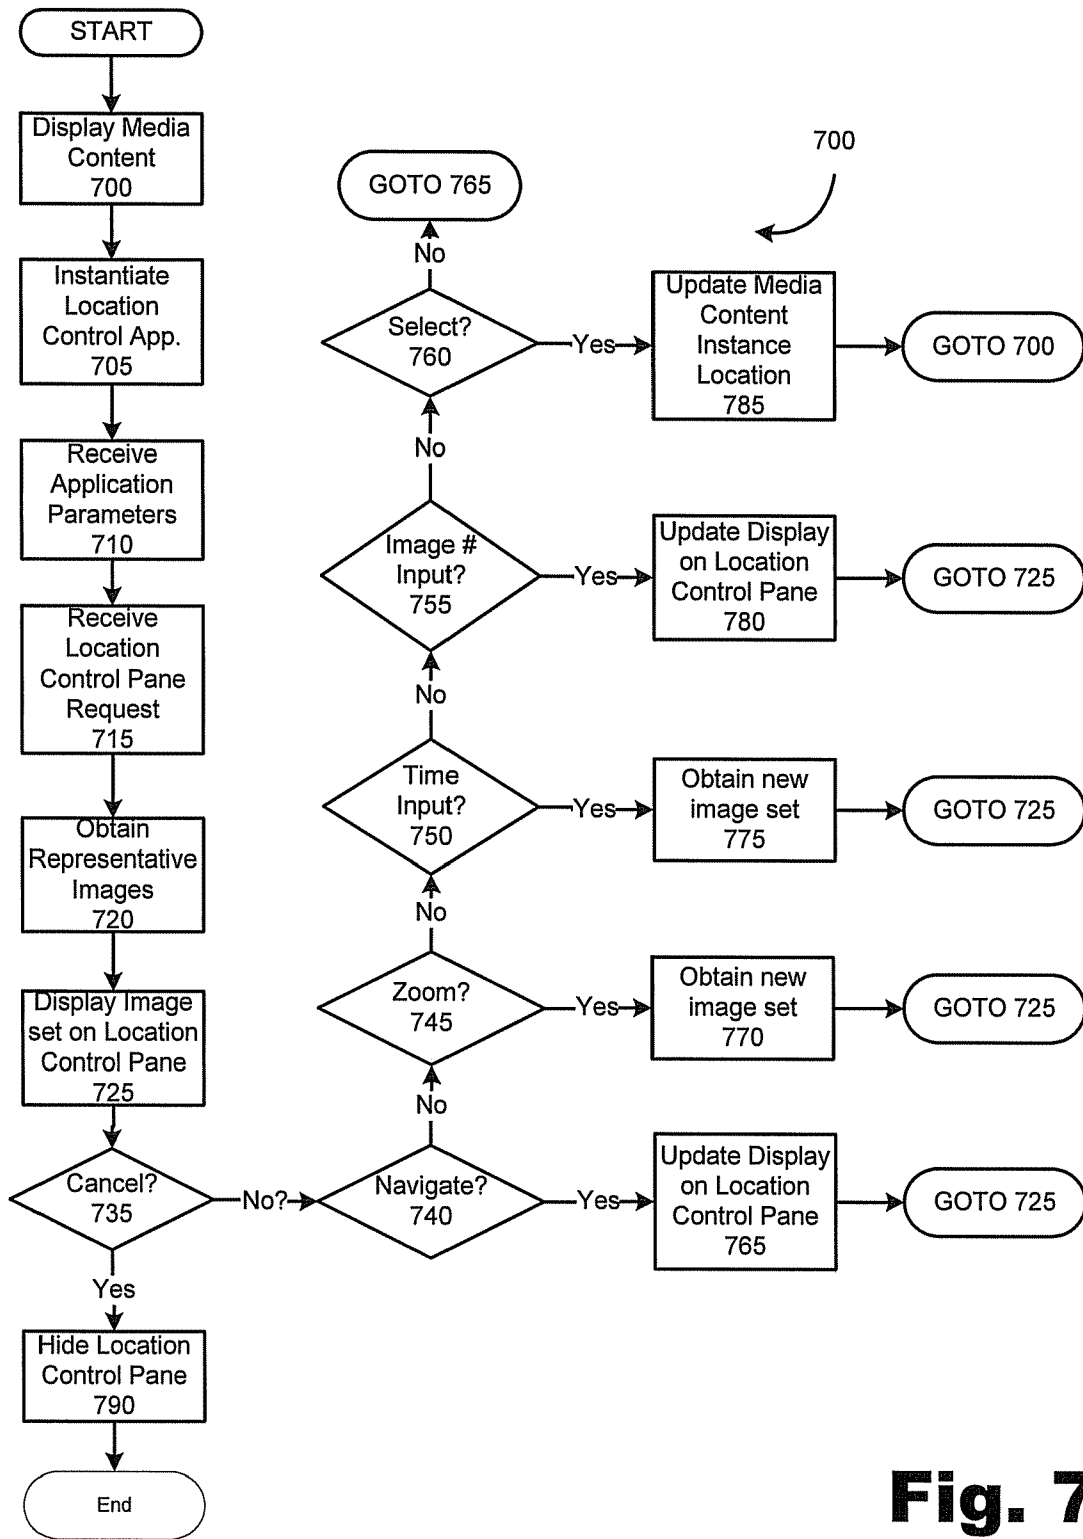 START
Display Media
Content
700
Instantiate
Location
Control App.
705
Receive
Application
Parameters
710
Receive
Location
Control Pane
Request
715
Obtain
Representative
Images
720
Display Image
set on Location
Control Pane
725
Cancel?
735
No?
Yes
Hide Location
Control Pane
790
End
Navigate?
740
Yes
Update Display
on Location
Control Pane
765
GOTO 725
No
Zoom?
745
Yes
Obtain new
image set
770
GOTO 725
No
Time
Input?
750
Yes
Obtain new
image set
775
GOTO 725
No
Image #
Input?
755
Yes
Update Display
on Location
Control Pane
780
GOTO 725
No
Select?
760
Yes
Update Media
Content
Instance
Location
785
GOTO 700
No
GOTO 765
700
Fig. 7